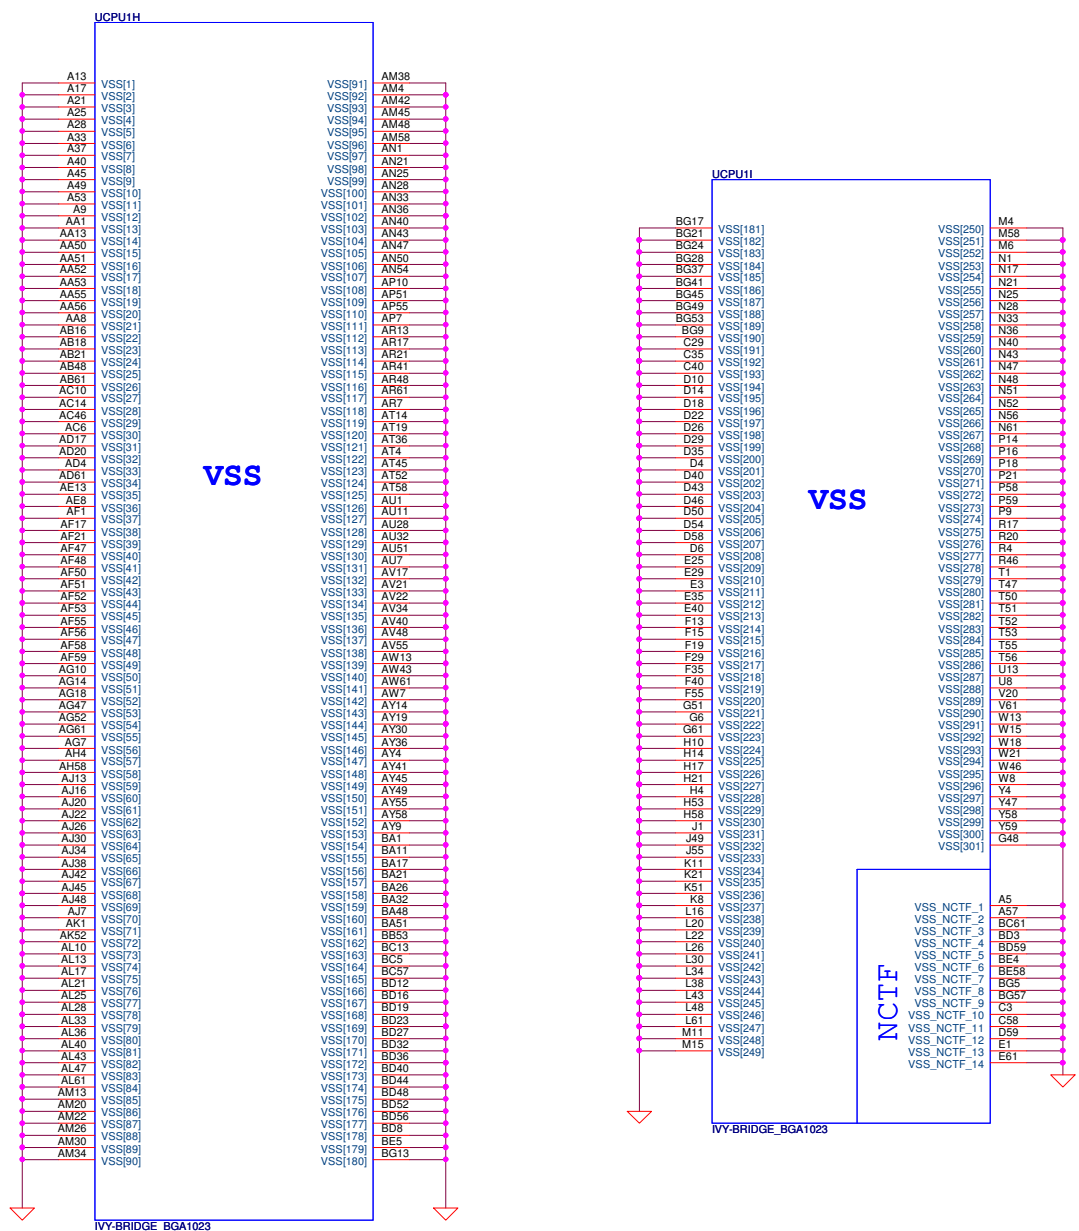 UCPU1H
A13 VSS[1] VSS[91] AM38
A17 VSS[2] VSS[92] AM4
A21 VSS[3] VSS[93] AM42
A25 VSS[4] VSS[94] AM45
A28 VSS[5] VSS[95] AM48
A33 VSS[6] VSS[96] AM58
A37 VSS[7] VSS[97] AN1
A40 VSS[8] VSS[98] AN21
A45 VSS[9] VSS[99] AN25
A49 VSS[10] VSS[100] AN28
A53 VSS[11] VSS[101] AN33
A9 VSS[12] VSS[102] AN36
AA1 VSS[13] VSS[103] AN40
AA13 VSS[14] VSS[104] AN43
AA50 VSS[15] VSS[105] AN47
AA51 VSS[16] VSS[106] AN50
AA52 VSS[17] VSS[107] AN54
AA53 VSS[18] VSS[108] AP10
AA55 VSS[19] VSS[109] AP51
AA56 VSS[20] VSS[110] AP55
AA8 VSS[21] VSS[111] AP7
AB16 VSS[22] VSS[112] AR13
AB18 VSS[23] VSS[113] AR17
AB21 VSS[24] VSS[114] AR21
AB48 VSS[25] VSS[115] AR41
AB61 VSS[26] VSS[116] AR48
AC10 VSS[27] VSS[117] AR61
AC14 VSS[28] VSS[118] AR7
AC46 VSS[29] VSS[119] AT14
AC6 VSS[30] VSS[120] AT19
AD17 VSS[31] VSS[121] AT36
AD20 VSS[32] VSS[122] AT4
AD4 VSS[33] VSS[123] AT45
AD61 VSS[34] VSS[124] AT52
AE13 VSS[35] VSS[125] AT58
AE8 VSS[36] VSS[126] AU1
AF1 VSS[37] VSS[127] AU11
AF17 VSS[38] VSS[128] AU28
AF21 VSS[39] VSS[129] AU32
AF47 VSS[40] VSS[130] AU51
AF48 VSS[41] VSS[131] AU7
AF50 VSS[42] VSS[132] AV17
AF51 VSS[43] VSS[133] AV21
AF52 VSS[44] VSS[134] AV22
AF53 VSS[45] VSS[135] AV34
AF55 VSS[46] VSS[136] AV40
AF56 VSS[47] VSS[137] AV48
AF58 VSS[48] VSS[138] AV55
AF59 VSS[49] VSS[139] AW13
AG10 VSS[50] VSS[140] AW43
AG14 VSS[51] VSS[141] AW61
AG18 VSS[52] VSS[142] AW7
AG47 VSS[53] VSS[143] AY14
AG52 VSS[54] VSS[144] AY19
AG61 VSS[55] VSS[145] AY30
AG7 VSS[56] VSS[146] AY36
AH4 VSS[57] VSS[147] AY4
AH58 VSS[58] VSS[148] AY41
AJ13 VSS[59] VSS[149] AY45
AJ16 VSS[60] VSS[150] AY49
AJ20 VSS[61] VSS[151] AY55
AJ22 VSS[62] VSS[152] AY58
AJ26 VSS[63] VSS[153] AY9
AJ30 VSS[64] VSS[154] BA1
AJ34 VSS[65] VSS[155] BA11
AJ38 VSS[66] VSS[156] BA17
AJ42 VSS[67] VSS[157] BA21
AJ45 VSS[68] VSS[158] BA26
AJ48 VSS[69] VSS[159] BA32
AJ7 VSS[70] VSS[160] BA48
AK1 VSS[71] VSS[161] BA51
AK52 VSS[72] VSS[162] BB53
AL10 VSS[73] VSS[163] BC13
AL13 VSS[74] VSS[164] BC5
AL17 VSS[75] VSS[165] BC57
AL21 VSS[76] VSS[166] BD12
AL25 VSS[77] VSS[167] BD16
AL28 VSS[78] VSS[168] BD19
AL33 VSS[79] VSS[169] BD23
AL36 VSS[80] VSS[170] BD27
AL40 VSS[81] VSS[171] BD32
AL43 VSS[82] VSS[172] BD36
AL47 VSS[83] VSS[173] BD40
AL61 VSS[84] VSS[174] BD44
AM13 VSS[85] VSS[175] BD48
AM20 VSS[86] VSS[176] BD52
AM22 VSS[87] VSS[177] BD56
AM26 VSS[88] VSS[178] BD8
AM30 VSS[89] VSS[179] BE5
AM34 VSS[90] VSS[180] BG13
VSS
IVY-BRIDGE_BGA1023
UCPU1I
BG17 VSS[181] VSS[250] M4
BG21 VSS[182] VSS[251] M58
BG24 VSS[183] VSS[252] M6
BG28 VSS[184] VSS[253] N1
BG37 VSS[185] VSS[254] N17
BG41 VSS[186] VSS[255] N21
BG45 VSS[187] VSS[256] N25
BG49 VSS[188] VSS[257] N28
BG53 VSS[189] VSS[258] N33
BG9 VSS[190] VSS[259] N36
C29 VSS[191] VSS[260] N40
C35 VSS[192] VSS[261] N43
C40 VSS[193] VSS[262] N47
D10 VSS[194] VSS[263] N48
D14 VSS[195] VSS[264] N51
D18 VSS[196] VSS[265] N52
D22 VSS[197] VSS[266] N56
D26 VSS[198] VSS[267] N61
D29 VSS[199] VSS[268] P14
D35 VSS[200] VSS[269] P16
D4 VSS[201] VSS[270] P18
D40 VSS[202] VSS[271] P21
D43 VSS[203] VSS[272] P58
D46 VSS[204] VSS[273] P59
D50 VSS[205] VSS[274] P9
D54 VSS[206] VSS[275] R17
D58 VSS[207] VSS[276] R20
D6 VSS[208] VSS[277] R4
E25 VSS[209] VSS[278] R46
E29 VSS[210] VSS[279] T1
E3 VSS[211] VSS[280] T47
E35 VSS[212] VSS[281] T50
E40 VSS[213] VSS[282] T51
F13 VSS[214] VSS[283] T52
F15 VSS[215] VSS[284] T53
F19 VSS[216] VSS[285] T55
F29 VSS[217] VSS[286] T56
F35 VSS[218] VSS[287] U13
F40 VSS[219] VSS[288] U8
F55 VSS[220] VSS[289] V20
G51 VSS[221] VSS[290] V61
G6 VSS[222] VSS[291] W13
G61 VSS[223] VSS[292] W15
H10 VSS[224] VSS[293] W18
H14 VSS[225] VSS[294] W21
H17 VSS[226] VSS[295] W46
H21 VSS[227] VSS[296] W8
H4 VSS[228] VSS[297] Y4
H53 VSS[229] VSS[298] Y47
H58 VSS[230] VSS[299] Y58
J1 VSS[231] VSS[300] Y59
J49 VSS[232] VSS[301] G48
J55 VSS[233]
K11 VSS[234]
K21 VSS[235]
K51 VSS[236]
K8 VSS[237] VSS_NCTF_1 A5
L16 VSS[238] VSS_NCTF_2 A57
L20 VSS[239] VSS_NCTF_3 BC61
L22 VSS[240] VSS_NCTF_4 BD3
L26 VSS[241] VSS_NCTF_5 BD59
L30 VSS[242] VSS_NCTF_6 BE4
L34 VSS[243] VSS_NCTF_7 BE58
L38 VSS[244] VSS_NCTF_8 BG5
L43 VSS[245] VSS_NCTF_9 BG57
L48 VSS[246] VSS_NCTF_10 C3
L61 VSS[247] VSS_NCTF_11 C58
M11 VSS[248] VSS_NCTF_12 D59
M15 VSS[249] VSS_NCTF_13 E1
VSS_NCTF_14 E61
VSS
NCTF
IVY-BRIDGE_BGA1023